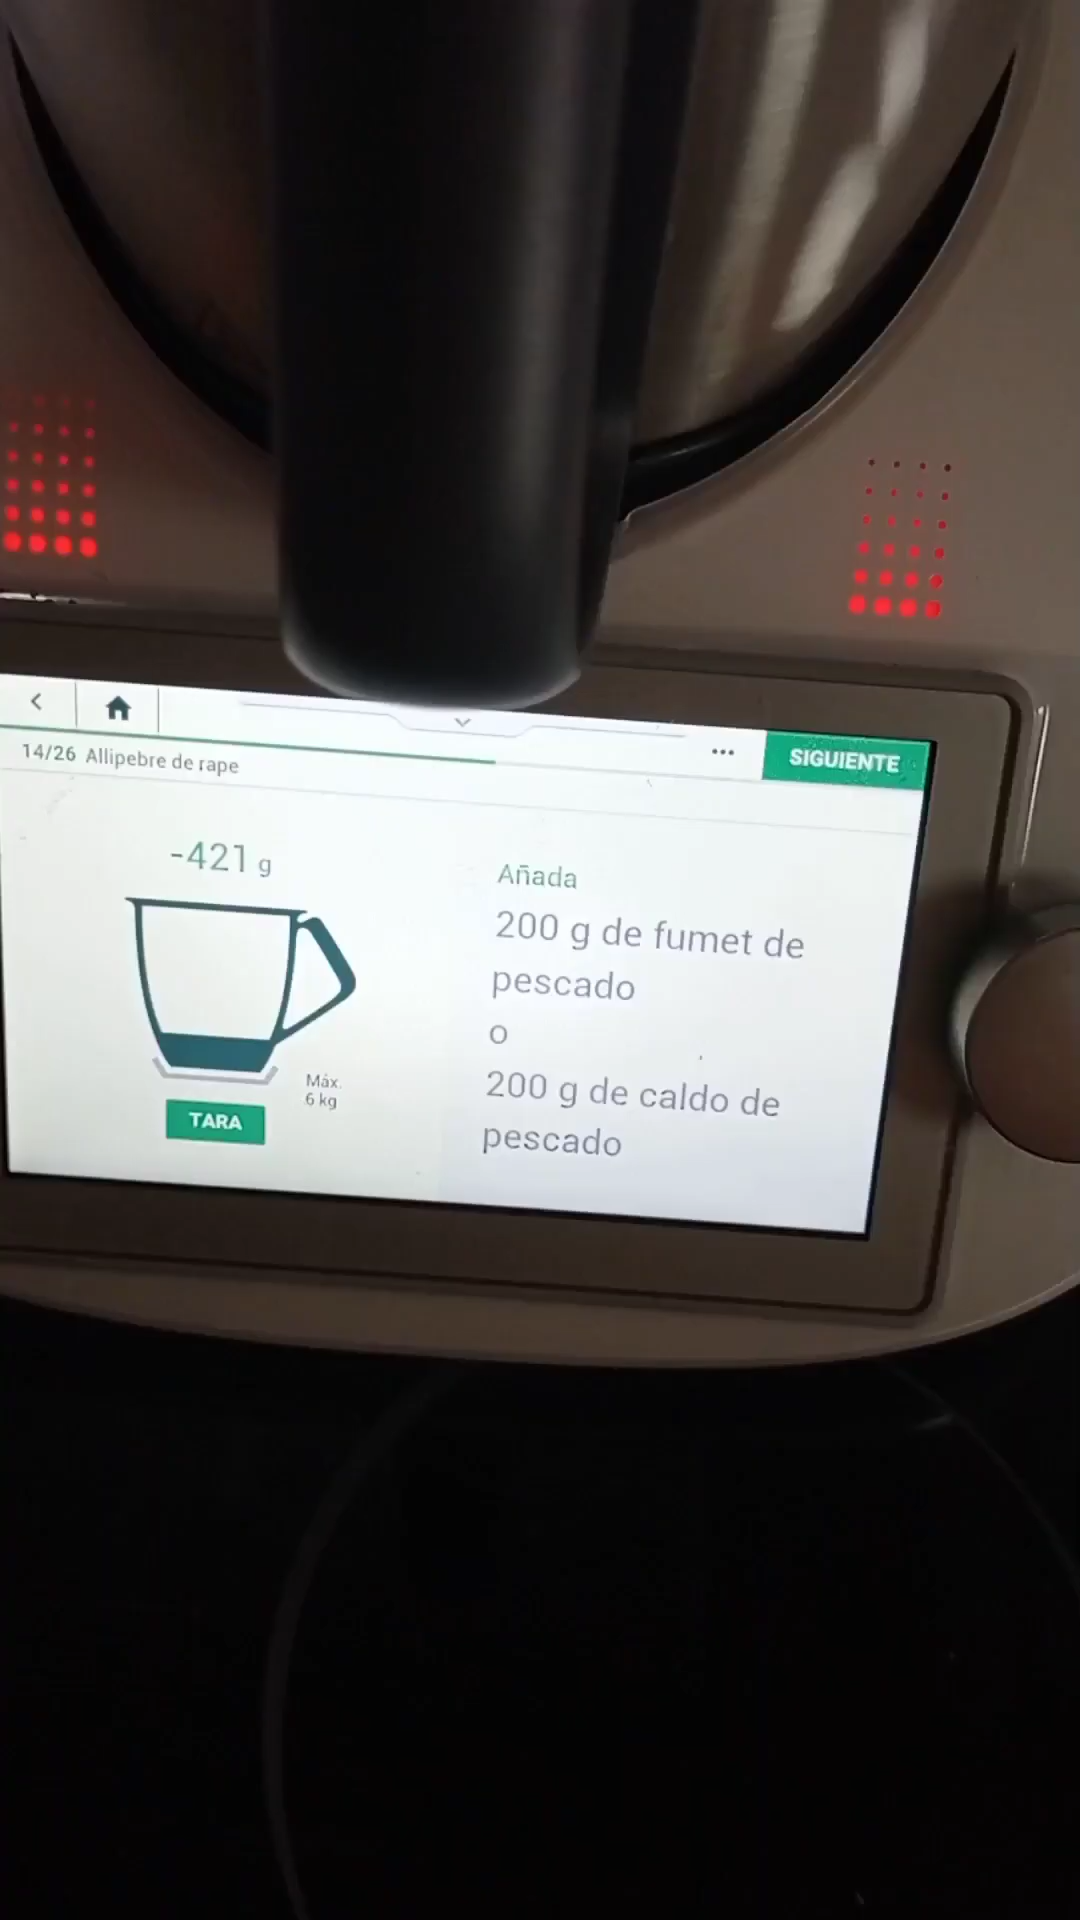 SIGUIENTE
14/26 Allipebre de rape
-421 g
Máx.
6 kg
TARA
Añada
200 g de fumet de
pescado
o
200 g de caldo de
pescado